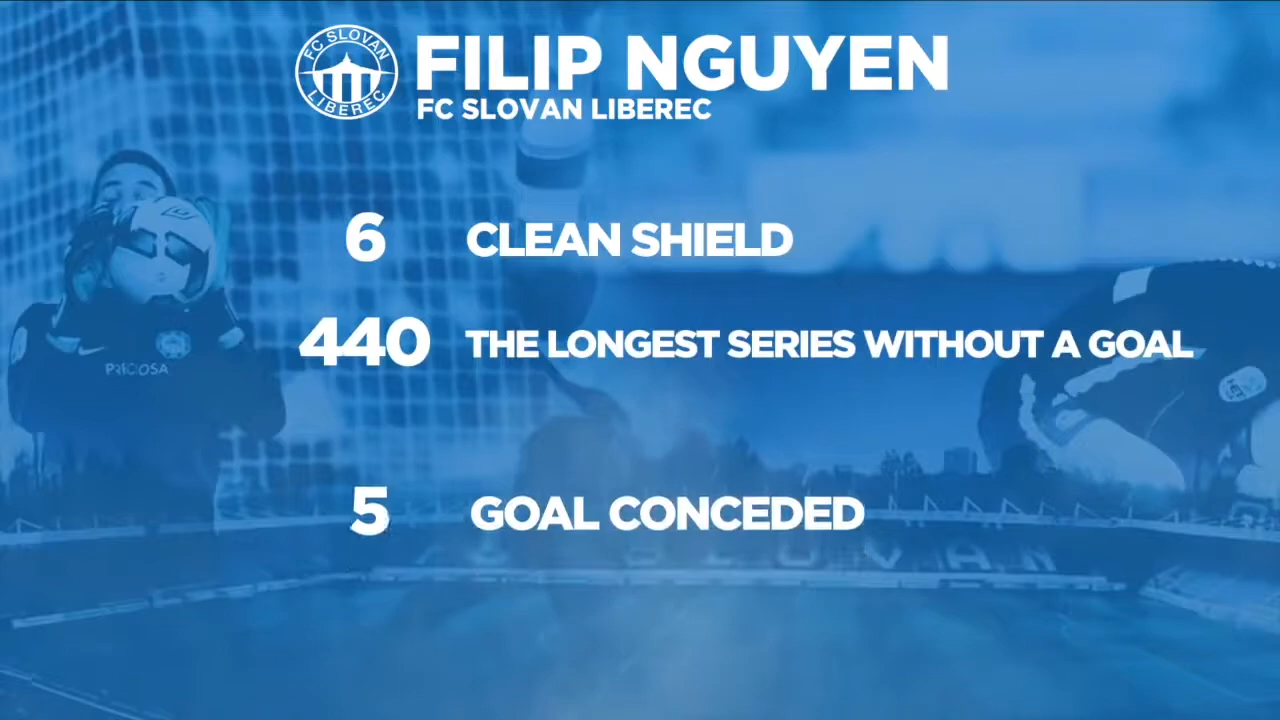 FC SLOVAN
LIBEREC
FILIP NGUYEN
FC SLOVAN LIBEREC
6 CLEAN SHIELD
440 THE LONGEST SERIES WITHOUT A GOAL
PRECIOSA
5 GOAL CONCEDED
SLOVAN